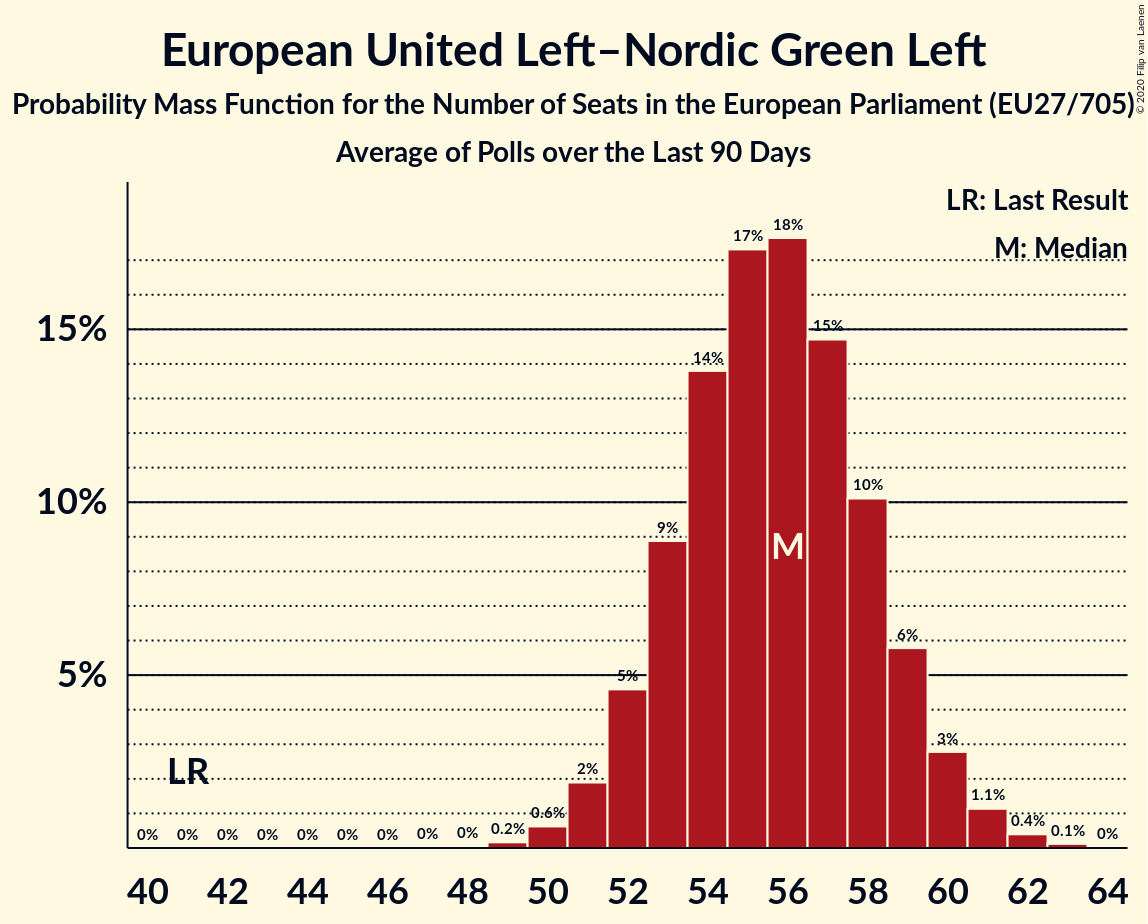 European United Left–Nordic Green Left
Probability Mass Function for the Number of Seats in the European Parliament (EU27/705)
Average of Polls over the Last 90 Days
© 2020 Filip van Laenen
LR: Last Result
M: Median
15%
10%
5%
0% 0% 0% 0% 0% 0% 0% 0% 0% 0.2% 0.6% 2% 5% 9% 14% 17% 18% 15% 10% 6% 3% 1.1% 0.4% 0.1% 0%
LR
M
40 42 44 46 48 50 52 54 56 58 60 62 64